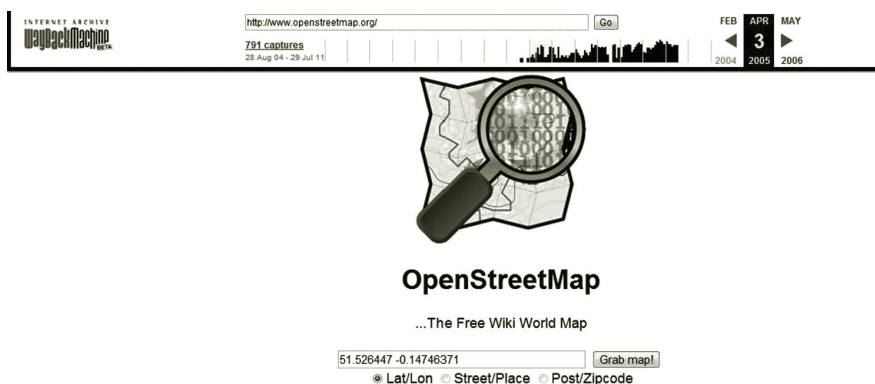 INTERNET ARCHIVE
WayBackMachine
BETA
http://www.openstreetmap.org/ Go
791 captures
28 Aug 04 - 29 Jul 11
FEB APR MAY
3
2004 2005 2006
OpenStreetMap
...The Free Wiki World Map
51.526447 -0.14746371 Grab map!
Lat/Lon Street/Place Post/Zipcode